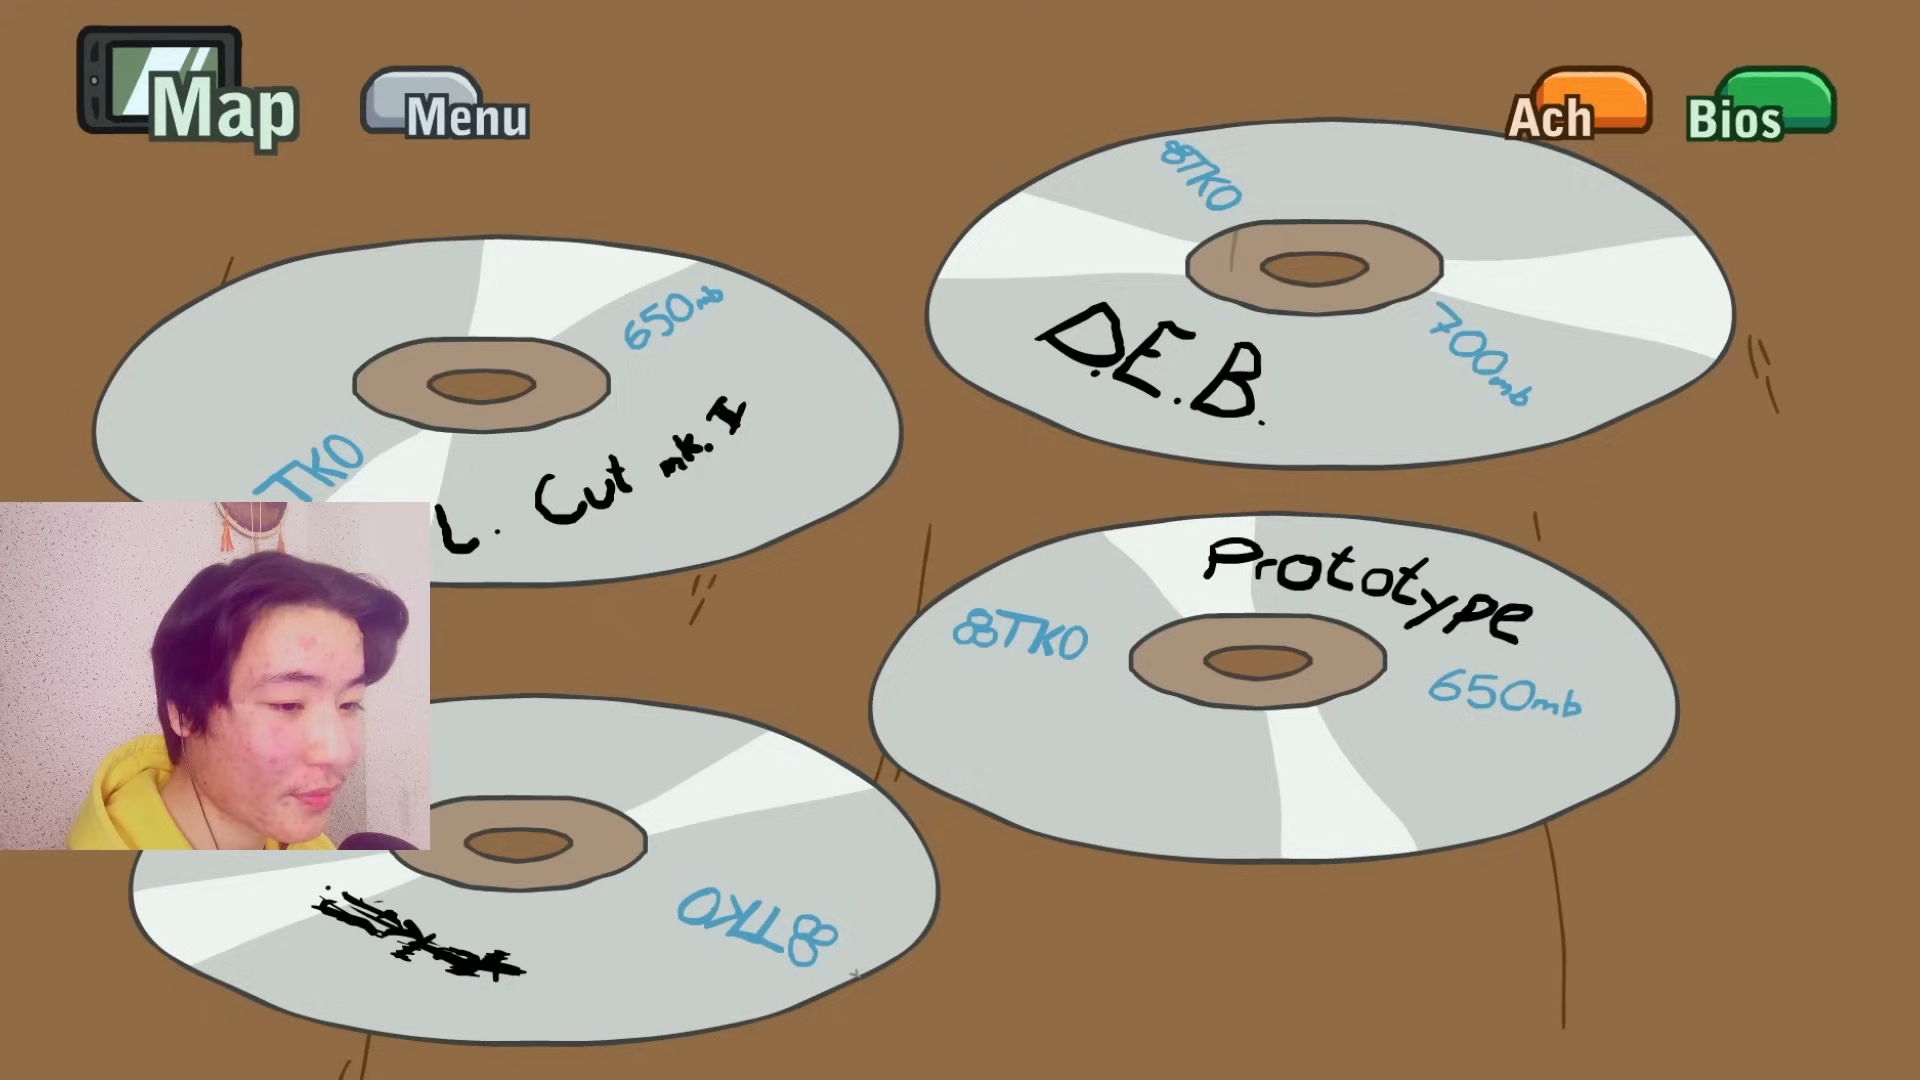 Map
Menu
Ach
Bios
8TKO
700mb
D.E.B.
650mb
TKO
L. Cut mk. I
Prototype
8TKO
650mb
8TKO